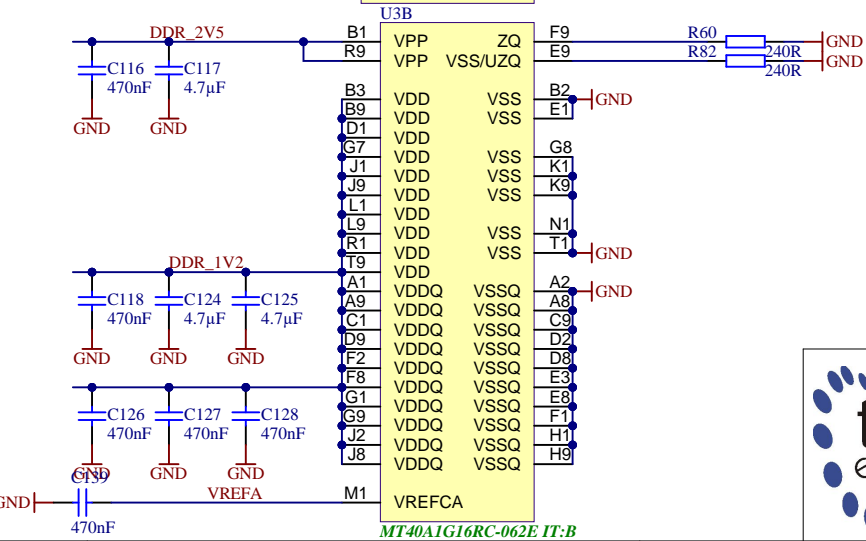 U3B
DDR_2V5
B1 VPP ZQ F9 R60 240R GND
R9 VPP VSS/UZQ E9 R82 240R GND
C116 470nF GND
C117 4.7µF GND
B3 VDD VSS B2 GND
B9 VDD VSS E1
D1 VDD
G7 VDD VSS G8
J1 VDD VSS K1
J9 VDD VSS K9
L1 VDD
L9 VDD VSS N1
R1 VDD VSS T1 GND
DDR_1V2
T9 VDD
A1 VDDQ VSSQ A2 GND
A9 VDDQ VSSQ A8
C1 VDDQ VSSQ C9
D9 VDDQ VSSQ D2
F2 VDDQ VSSQ D8
F8 VDDQ VSSQ E3
G1 VDDQ VSSQ E8
G9 VDDQ VSSQ F1
J2 VDDQ VSSQ H1
J8 VDDQ VSSQ H9
C118 470nF GND
C124 4.7µF GND
C125 4.7µF GND
C126 470nF GND
C127 470nF GND
C128 470nF GND
GND C139 470nF
VREFA
M1 VREFCA
MT40A1G16RC-062E IT:B